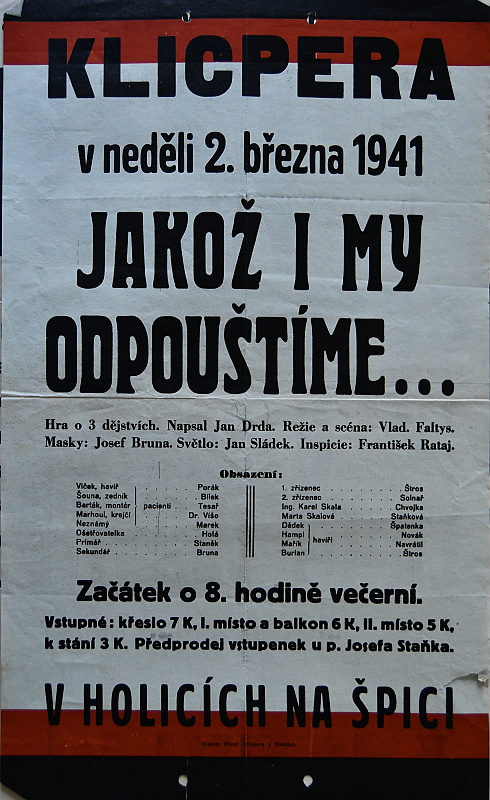 KLICPERA
v neděli 2. března 1941
JAKOŽ I MY
ODPOUŠTÍME...
Hra o 3 dějstvích. Napsal Jan Drda. Režie a scéna: Vlad. Faltys.
Masky: Josef Bruna. Světlo: Jan Sládek. Inspicie: František Rataj.
Obsazení:
Vlček, havíř . . . . . . Porák
Šouna, zedník . . . . . . Bílek
Barták, montér pacienti . . . Tesař
Marhoul, krejčí . . . . . Dr. Višo
Neznámý . . . . . . Marek
Ošetřovatelka . . . . . . Holá
Primář . . . . . . Staněk
Sekundář . . . . . . Bruna
1. zřízenec . . . . . . Štros
2. zřízenec . . . . . . Solnař
Ing. Karel Skala . . . . . Chvojka
Marta Skalová . . . . . Staňková
Dědek . . . . . . Špatenka
Hampl havíři . . . . . Novák
Mařík . . . . . . Navrátil
Burian . . . . . . Štros
Začátek o 8. hodině večerní.
Vstupné: křeslo 7 K, I. místo a balkon 6 K, II. místo 5 K,
k stání 3 K. Předprodej vstupenek u p. Josefa Staňka.
V HOLICÍCH NA ŠPICI